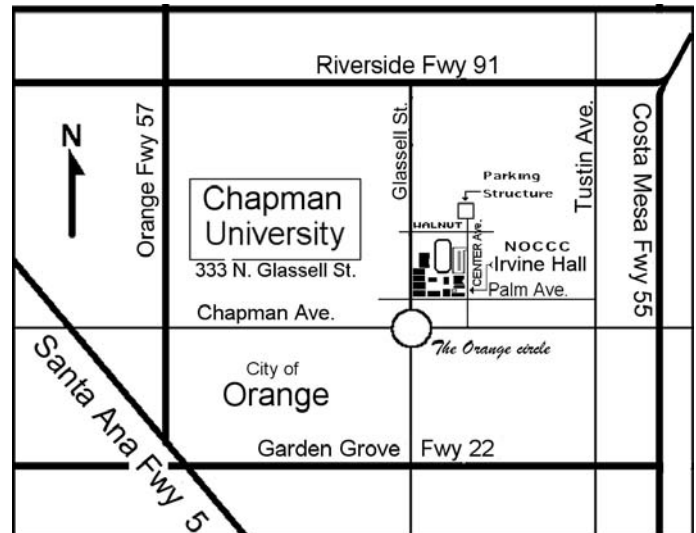 Riverside Fwy 91
N
Orange Fwy 57
Glassell St.
Tustin Ave.
Costa Mesa Fwy 55
Parking
Structure
Chapman
University
333 N. Glassell St.
WALNUT
CENTER Ave.
NOCCC
Irvine Hall
Palm Ave.
Chapman Ave.
The Orange circle
City of
Orange
Santa Ana Fwy 5
Garden Grove Fwy 22